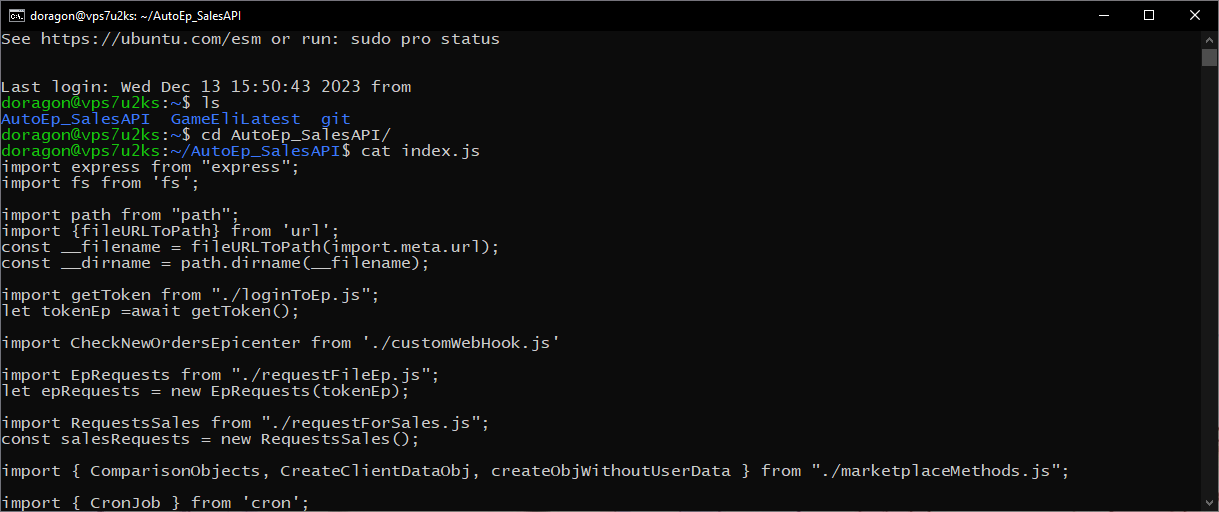 doragon@vps7u2ks: ~/AutoEp_SalesAPI
See https://ubuntu.com/esm or run: sudo pro status
Last login: Wed Dec 13 15:50:43 2023 from
doragon@vps7u2ks:~$ ls
AutoEp_SalesAPI  GameEliLatest  git
doragon@vps7u2ks:~$ cd AutoEp_SalesAPI/
doragon@vps7u2ks:~/AutoEp_SalesAPI$ cat index.js
import express from "express";
import fs from 'fs';
import path from "path";
import {fileURLToPath} from 'url';
const __filename = fileURLToPath(import.meta.url);
const __dirname = path.dirname(__filename);
import getToken from "./loginToEp.js";
let tokenEp =await getToken();
import CheckNewOrdersEpicenter from './customWebHook.js'
import EpRequests from "./requestFileEp.js";
let epRequests = new EpRequests(tokenEp);
import RequestsSales from "./requestForSales.js";
const salesRequests = new RequestsSales();
import { ComparisonObjects, CreateClientDataObj, createObjWithoutUserData } from "./marketplaceMethods.js";
import { CronJob } from 'cron';